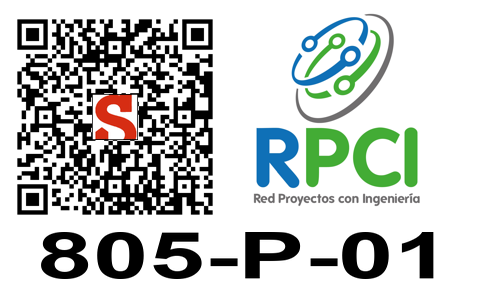 S
RPCI
Red Proyectos con Ingeniería
805-P-01